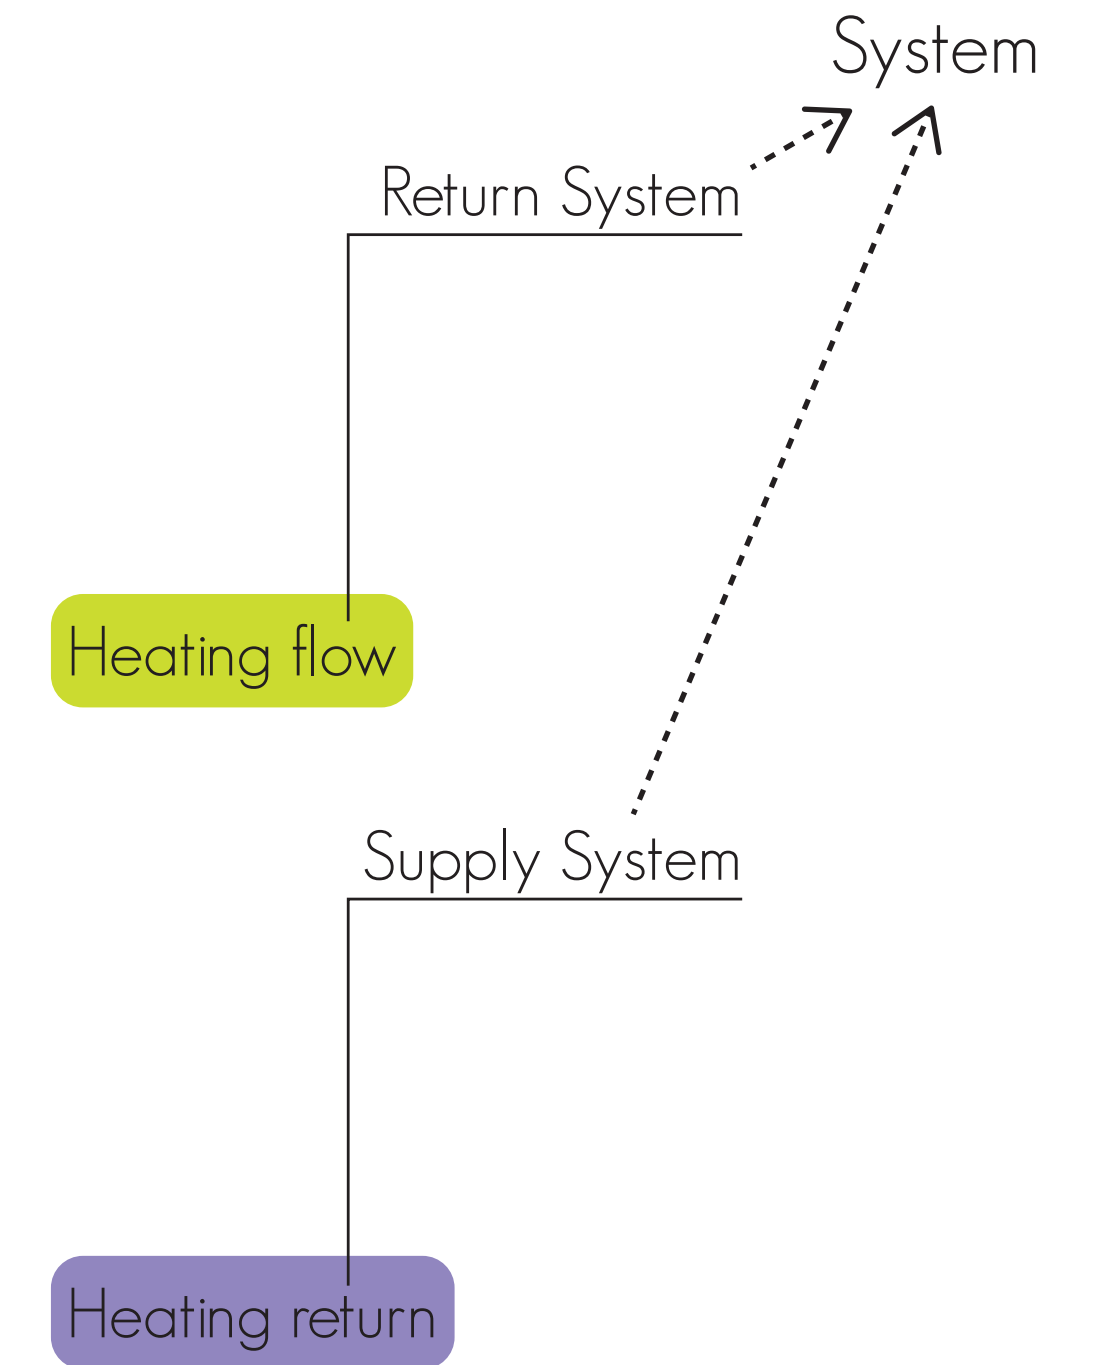 System
Return System
Heating flow
Supply System
Heating return